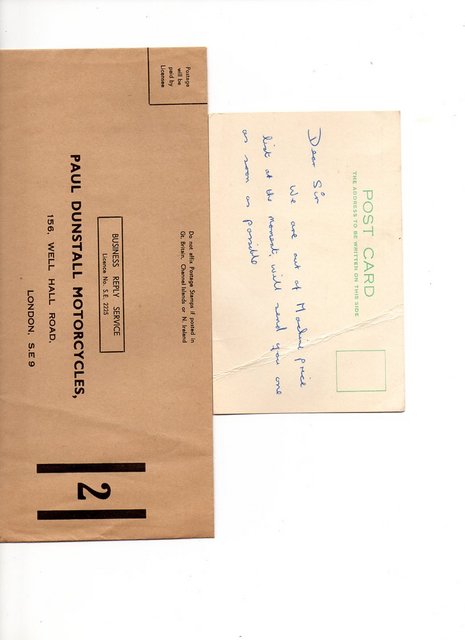 Postage
will be
paid by
Licensee
Do not affix Postage Stamps if posted in
Gt. Britain, Channel Islands or N. Ireland
BUSINESS REPLY SERVICE
Licence No. S.E. 2225
PAUL DUNSTALL MOTORCYCLES,
156, WELL HALL ROAD,
LONDON, S.E 9
2
POST CARD
THE ADDRESS TO BE WRITTEN ON THIS SIDE
Dear Sir
We are out of price
list at the moment, will send you one
as soon as possible